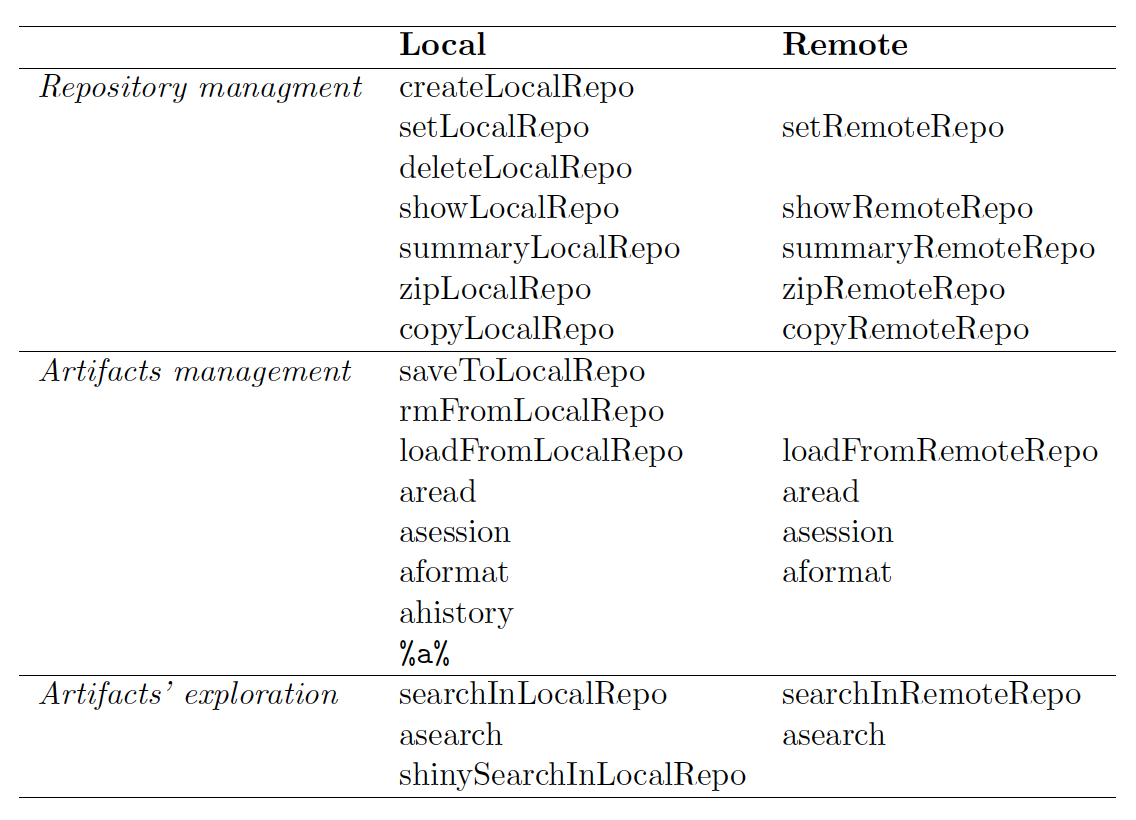 Local Remote
Repository managment createLocalRepo
setLocalRepo setRemoteRepo
deleteLocalRepo
showLocalRepo showRemoteRepo
summaryLocalRepo summaryRemoteRepo
zipLocalRepo zipRemoteRepo
copyLocalRepo copyRemoteRepo
Artifacts management saveToLocalRepo
rmFromLocalRepo
loadFromLocalRepo loadFromRemoteRepo
aread aread
asession asession
aformat aformat
ahistory
%a%
Artifacts' exploration searchInLocalRepo searchInRemoteRepo
asearch asearch
shinySearchInLocalRepo